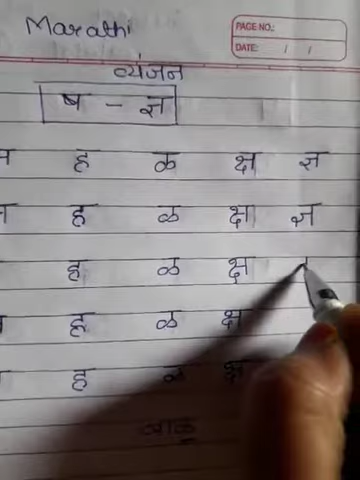 Marathi
PAGE NO.:
DATE: / /
व्यंजन
ष - ज्ञ
ह ळ क्ष ज्ञ
ह ळ क्ष ज्ञ
ह ळ क्ष
ह ळ क्ष
ह ळ क्ष